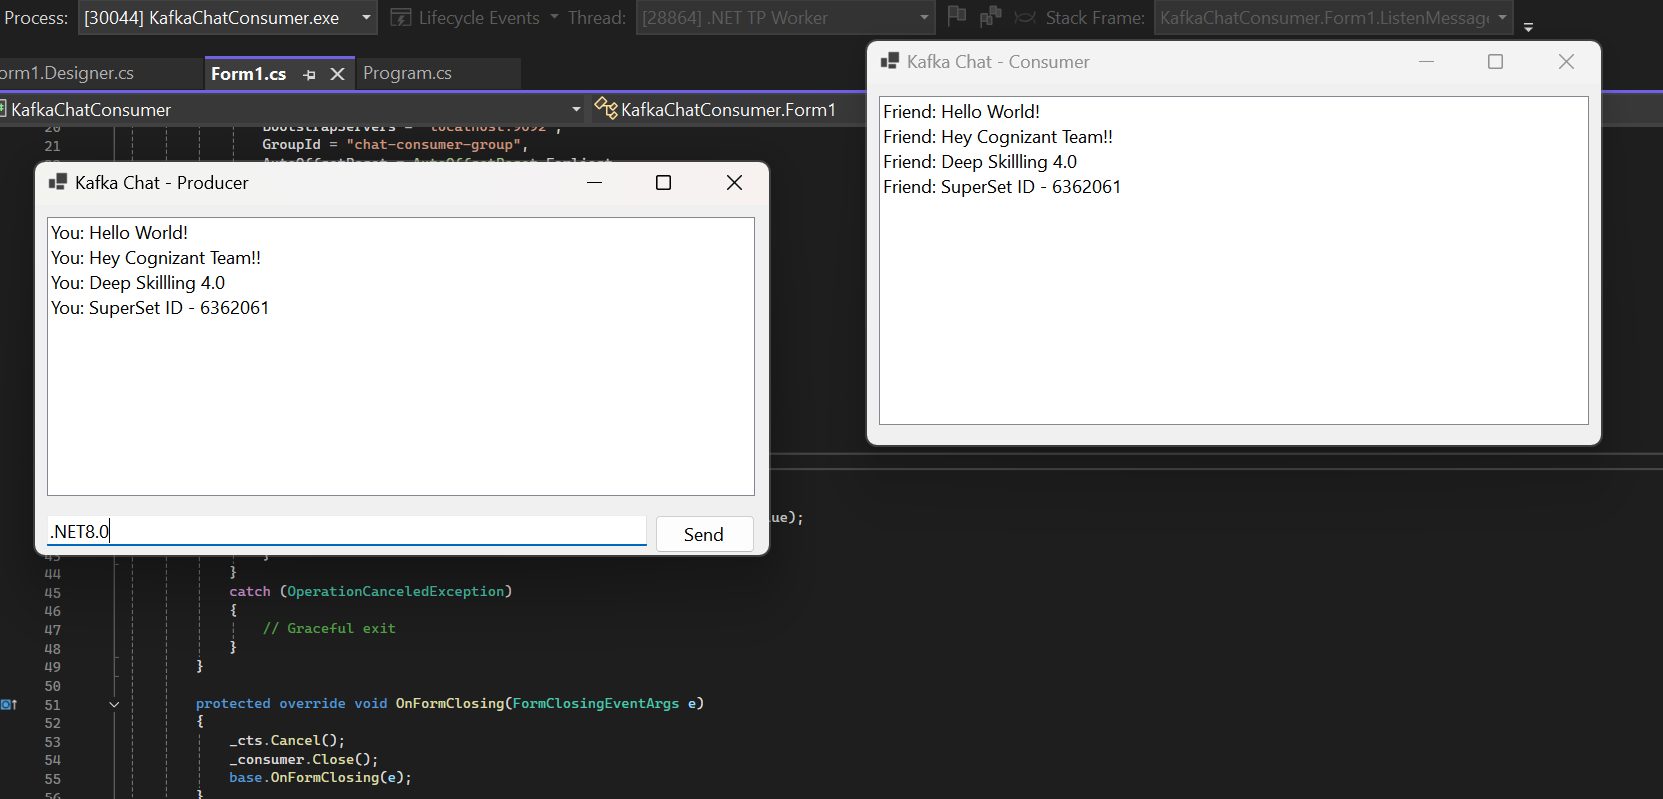 Process: [30044] KafkaChatConsumer.exe Lifecycle Events Thread: [28864] .NET TP Worker Stack Frame: KafkaChatConsumer.Form1.ListenMessage
orm1.Designer.cs Form1.cs Program.cs
KafkaChatConsumer KafkaChatConsumer.Form1
20 BootstrapServers = "localhost:9092",
21 GroupId = "chat-consumer-group",
AutoOffsetReset = AutoOffsetReset.Earliest
Kafka Chat - Producer
You: Hello World!
You: Hey Cognizant Team!!
You: Deep Skillling 4.0
You: SuperSet ID - 6362061
.NET8.0
Send
Kafka Chat - Consumer
Friend: Hello World!
Friend: Hey Cognizant Team!!
Friend: Deep Skillling 4.0
Friend: SuperSet ID - 6362061
ue);
43 }
44 }
45 catch (OperationCanceledException)
46 {
47 // Graceful exit
48 }
49 }
50
51 protected override void OnFormClosing(FormClosingEventArgs e)
52 {
53 _cts.Cancel();
54 _consumer.Close();
55 base.OnFormClosing(e);
56 }